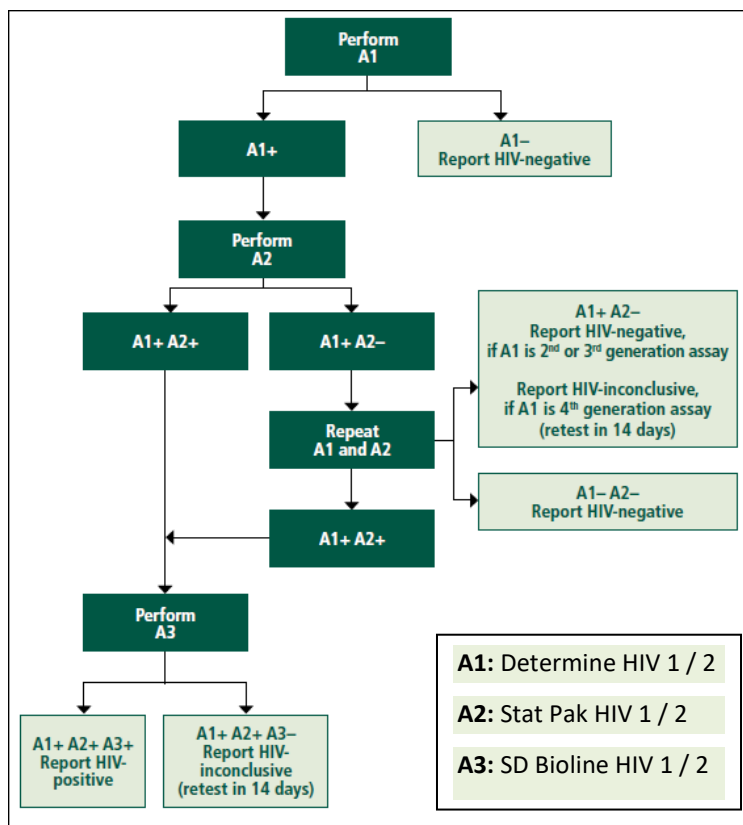 Perform
A1
A1+
A1–
Report HIV-negative
Perform
A2
A1+ A2+
A1+ A2–
A1+ A2–
Report HIV-negative,
if A1 is 2nd or 3rd generation assay
Report HIV-inconclusive,
if A1 is 4th generation assay
(retest in 14 days)
Repeat
A1 and A2
A1– A2–
Report HIV-negative
A1+ A2+
Perform
A3
A1+ A2+ A3+
Report HIV-
positive
A1+ A2+ A3–
Report HIV-
inconclusive
(retest in 14 days)
A1: Determine HIV 1 / 2
A2: Stat Pak HIV 1 / 2
A3: SD Bioline HIV 1 / 2